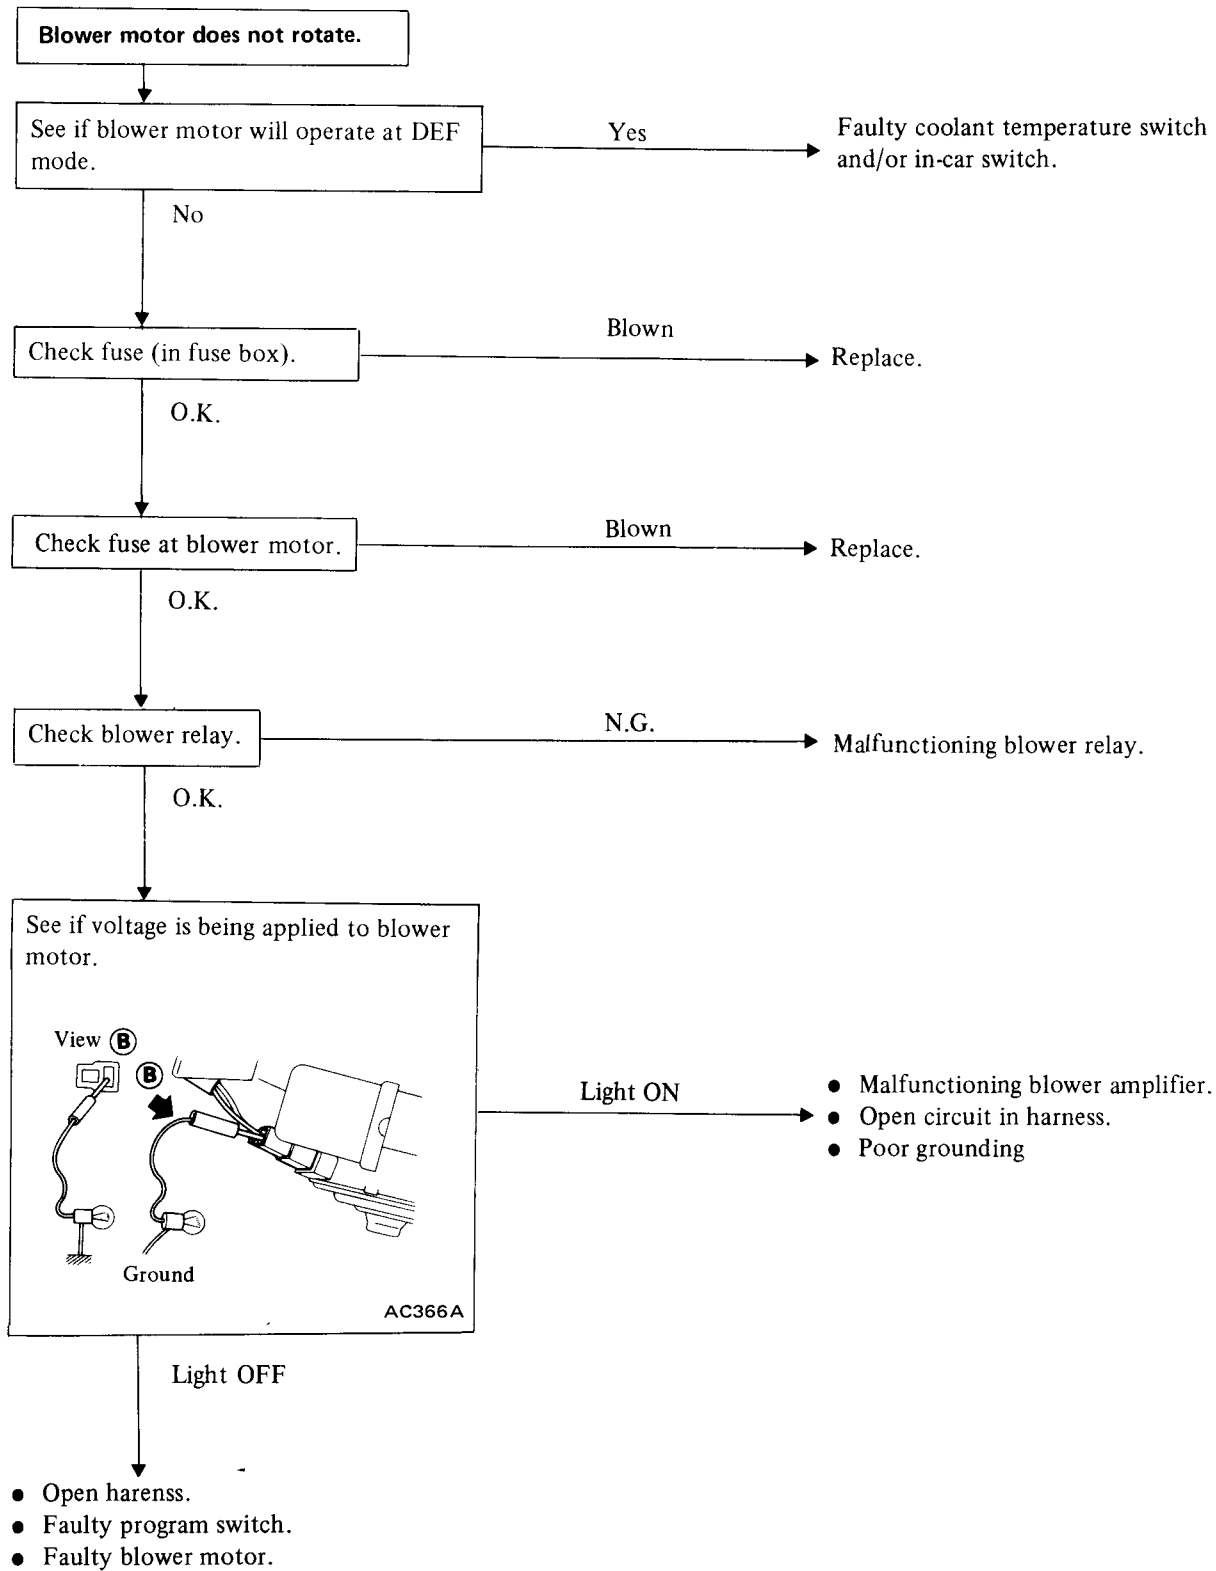 Blower motor does not rotate.
See if blower motor will operate at DEF
mode.
Yes
Faulty coolant temperature switch
and/or in-car switch.
No
Check fuse (in fuse box).
Blown
Replace.
O.K.
Check fuse at blower motor.
Blown
Replace.
O.K.
Check blower relay.
N.G.
Malfunctioning blower relay.
O.K.
See if voltage is being applied to blower
motor.
View B
B
Ground
AC366A
Light ON
● Malfunctioning blower amplifier.
● Open circuit in harness.
● Poor grounding
Light OFF
● Open harenss.
● Faulty program switch.
● Faulty blower motor.